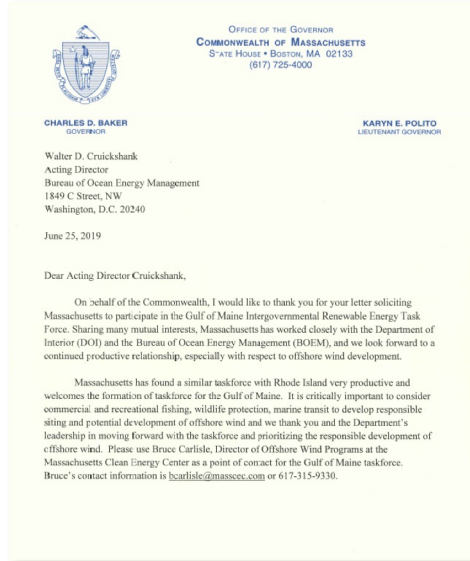 OFFICE OF THE GOVERNOR
COMMONWEALTH OF MASSACHUSETTS
STATE HOUSE • BOSTON, MA 02133
(617) 725-4000
CHARLES D. BAKER
GOVERNOR
KARYN E. POLITO
LIEUTENANT GOVERNOR
Walter D. Cruickshank
Acting Director
Bureau of Ocean Energy Management
1849 C Street, NW
Washington, D.C. 20240
June 25, 2019
Dear Acting Director Cruickshank,
On behalf of the Commonwealth, I would like to thank you for your letter soliciting
Massachusetts to participate in the Gulf of Maine Intergovernmental Renewable Energy Task
Force. Sharing many mutual interests, Massachusetts has worked closely with the Department of
Interior (DOI) and the Bureau of Ocean Energy Management (BOEM), and we look forward to a
continued productive relationship, especially with respect to offshore wind development.
Massachusetts has found a similar taskforce with Rhode Island very productive and
welcomes the formation of taskforce for the Gulf of Maine. It is critically important to consider
commercial and recreational fishing, wildlife protection, marine transit to develop responsible
siting and potential development of offshore wind and we thank you and the Department's
leadership in moving forward with the taskforce and prioritizing the responsible development of
offshore wind. Please use Bruce Carlisle, Director of Offshore Wind Programs at the
Massachusetts Clean Energy Center as a point of contact for the Gulf of Maine taskforce.
Bruce's contact information is bcarlisle@masscec.com or 617-315-9330.